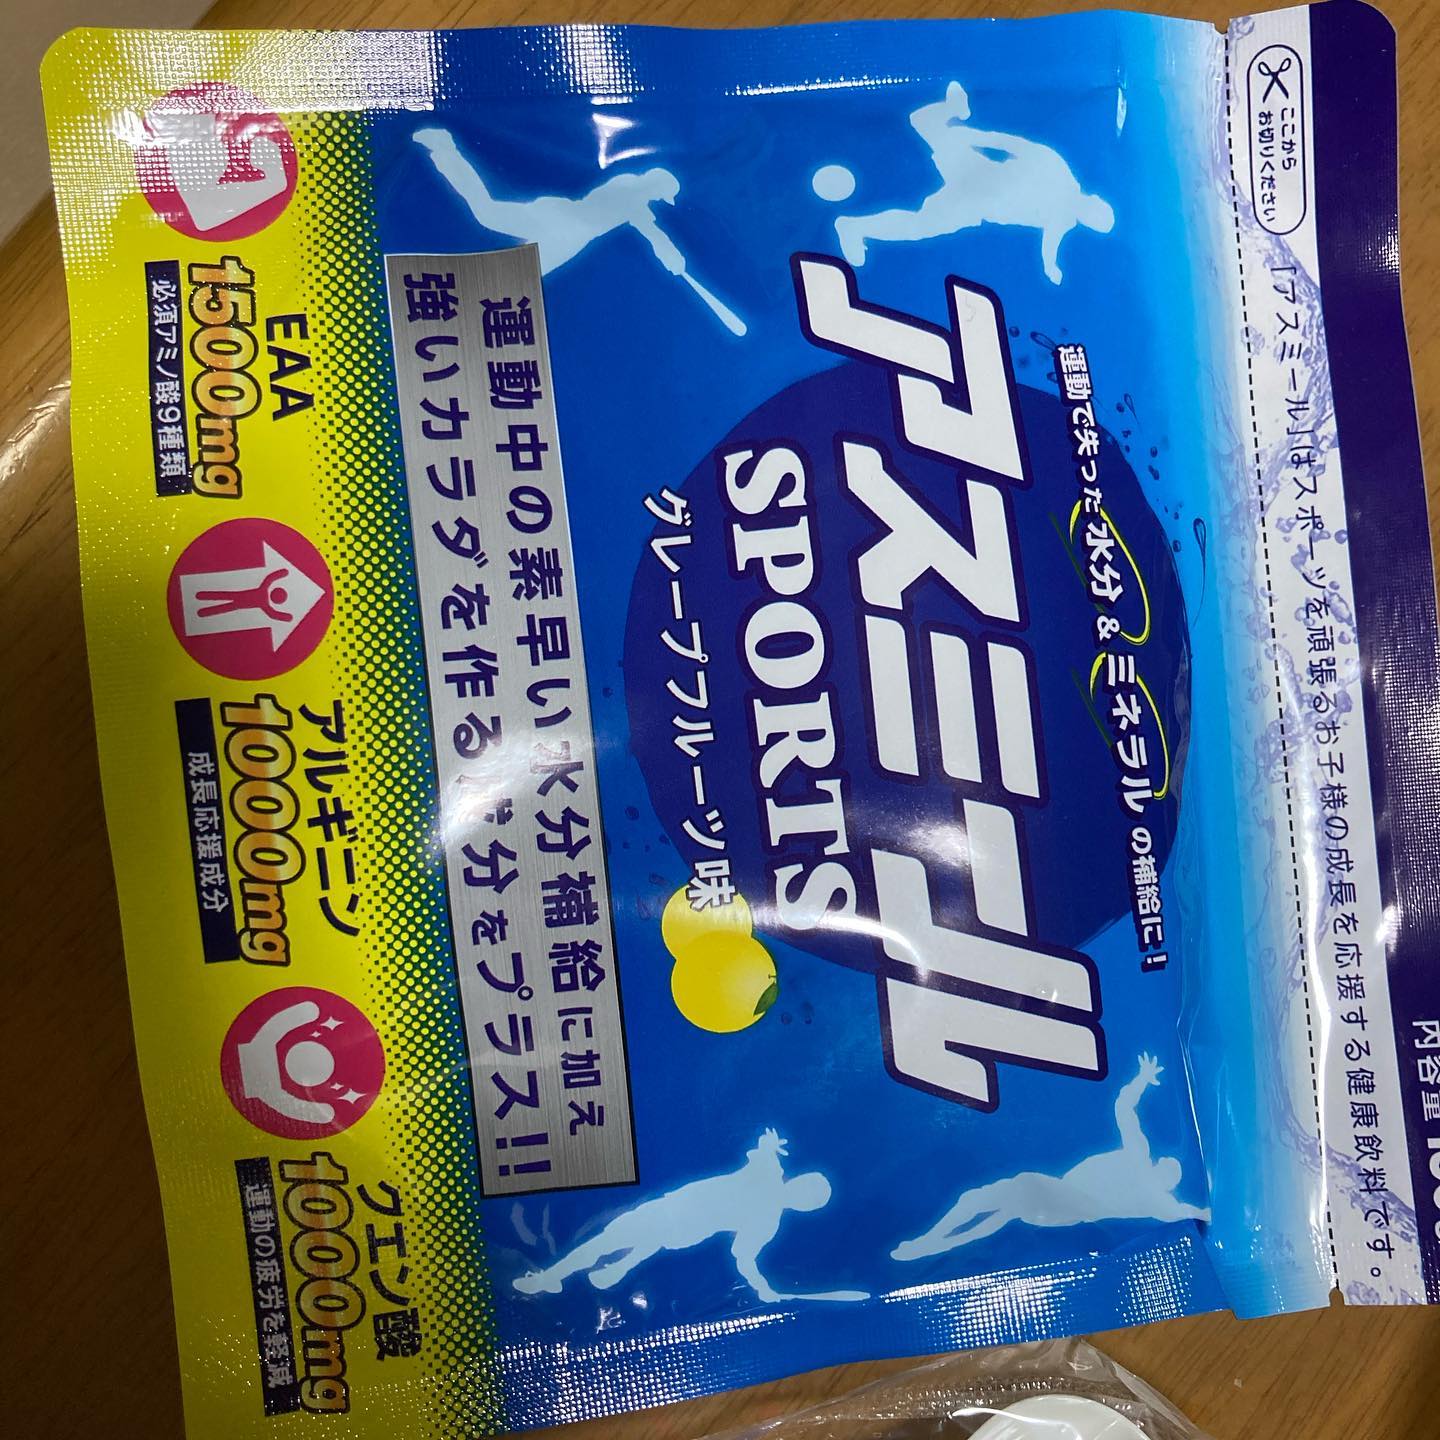 ここから
お切りください
「アスミール」はスポーツを頑張るお子様の成長を応援する健康飲料です。
内容量
運動で失った水分&ミネラルの補給に!
アスミール
SPORTS
グレープフルーツ味
運動中の素早い水分補給に加え
強いカラダを作る成分をプラス!!
EAA
1500mg
必須アミノ酸9種類
アルギニン
1000mg
成長応援成分
クエン酸
1000mg
運動の疲労を軽減